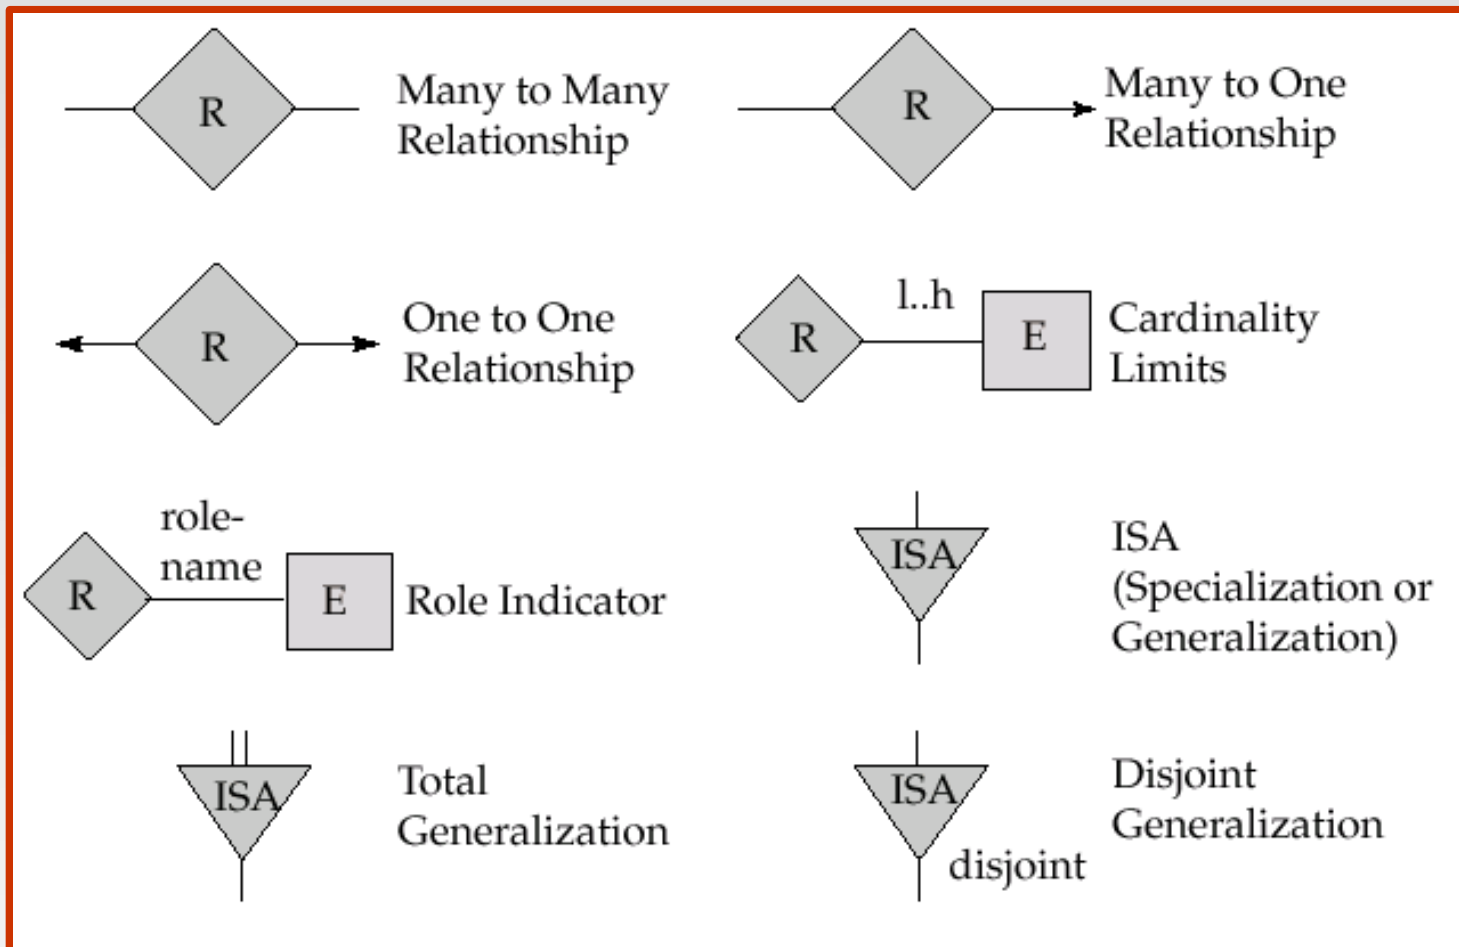 R
Many to Many
Relationship
R
Many to One
Relationship
R
One to One
Relationship
R
l..h
E
Cardinality
Limits
R
role-
name
E
Role Indicator
ISA
ISA
(Specialization or
Generalization)
ISA
Total
Generalization
ISA
disjoint
Disjoint
Generalization